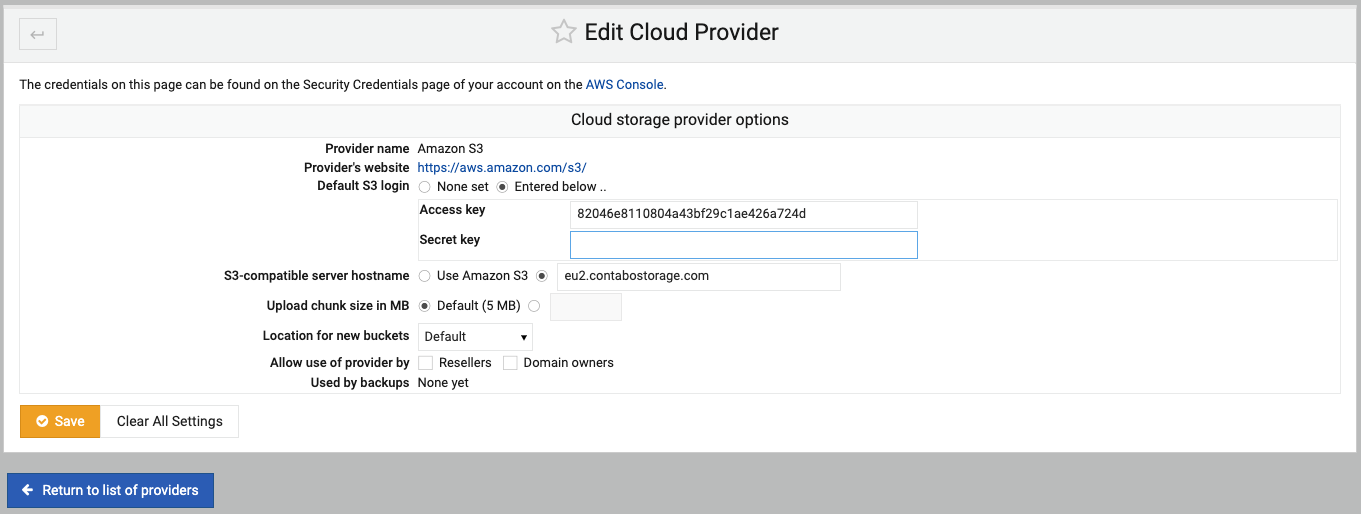 Edit Cloud Provider
The credentials on this page can be found on the Security Credentials page of your account on the AWS Console.
Cloud storage provider options
Provider name Amazon S3
Provider's website https://aws.amazon.com/s3/
Default S3 login None set Entered below ..
Access key 82046e8110804a43bf29c1ae426a724d
Secret key
S3-compatible server hostname Use Amazon S3 eu2.contabostorage.com
Upload chunk size in MB Default (5 MB)
Location for new buckets Default
Allow use of provider by Resellers Domain owners
Used by backups None yet
Save Clear All Settings
Return to list of providers